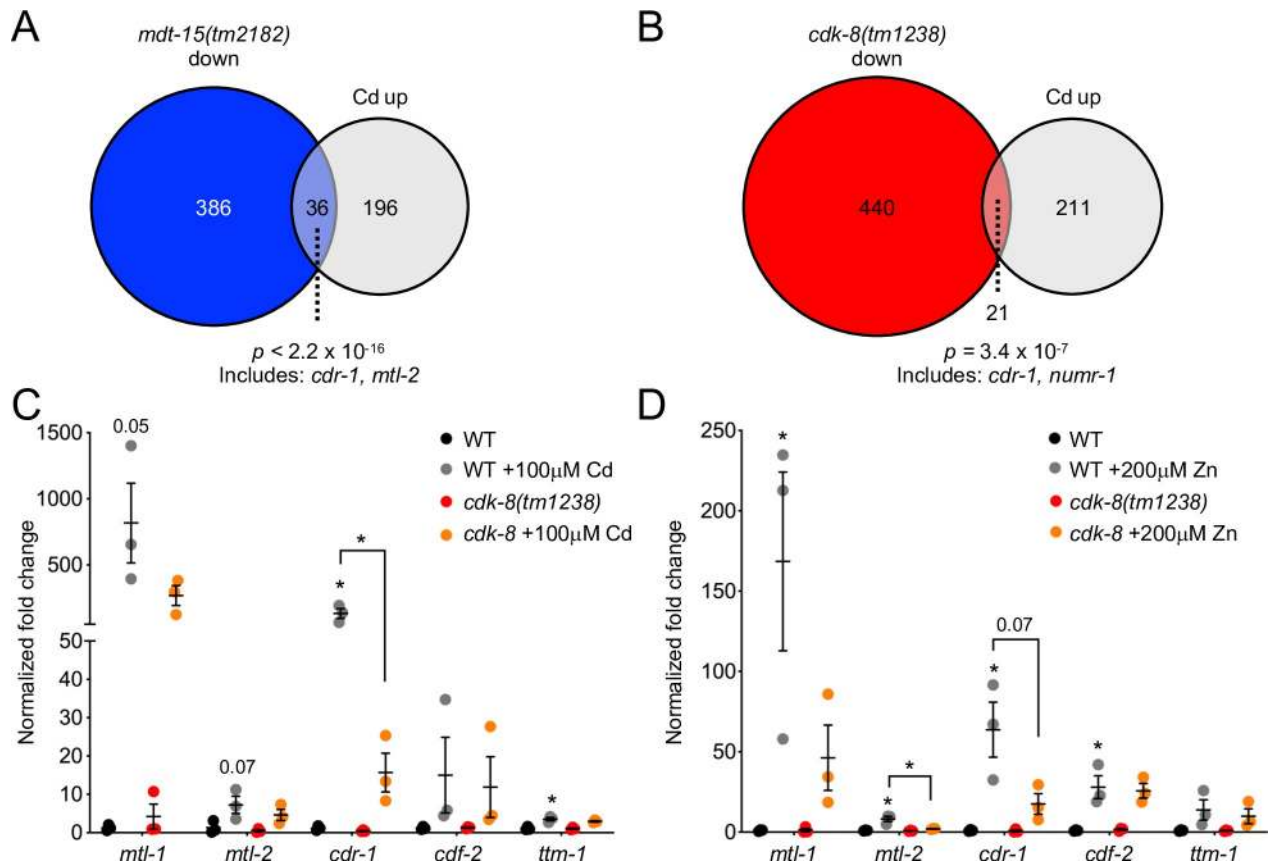 A
mdt-15(tm2182)
down
Cd up
386
36
196
p < 2.2 x 10-16
Includes: cdr-1, mtl-2
B
cdk-8(tm1238)
down
Cd up
440
211
21
p = 3.4 x 10-7
Includes: cdr-1, numr-1
C
Normalized fold change
1500
1000
500
50
40
30
20
10
0
0.05
0.07
*
*
*
WT
WT +100μM Cd
cdk-8(tm1238)
cdk-8 +100μM Cd
mtl-1
mtl-2
cdr-1
cdf-2
ttm-1
D
Normalized fold change
250
200
150
100
50
0
*
*
*
0.07
*
*
WT
WT +200μM Zn
cdk-8(tm1238)
cdk-8 +200μM Zn
mtl-1
mtl-2
cdr-1
cdf-2
ttm-1